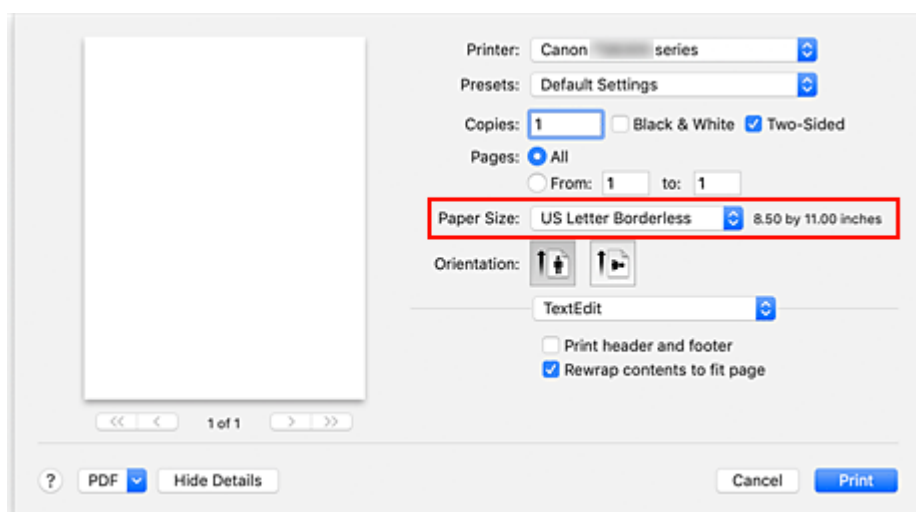 Printer: Canon series
Presets: Default Settings
Copies: 1 Black & White Two-Sided
Pages: All
From: 1 to: 1
Paper Size: US Letter Borderless 8.50 by 11.00 inches
Orientation:
TextEdit
Print header and footer
Rewrap contents to fit page
<< < 1 of 1 > >>
? PDF Hide Details Cancel Print